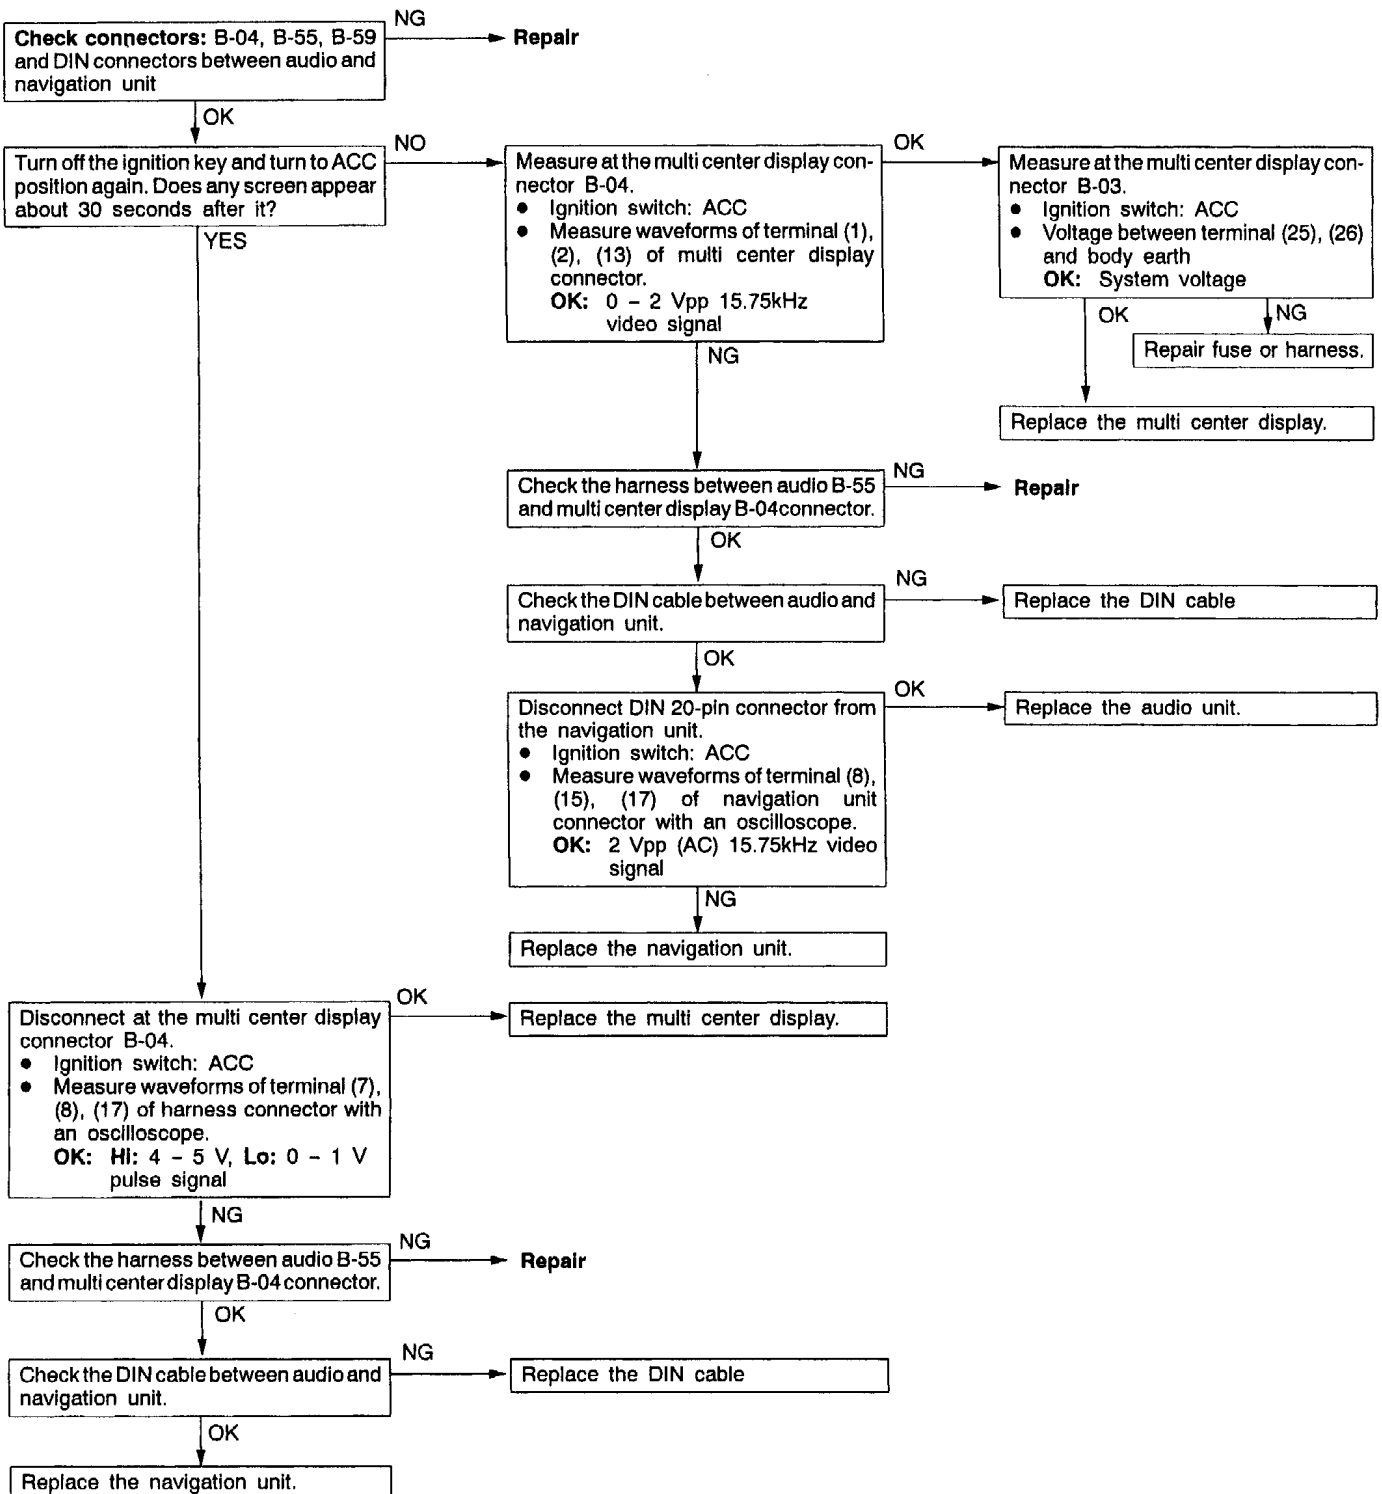 NG
Check connectors: B-04, B-55, B-59
and DIN connectors between audio and
navigation unit
Repair
OK
Turn off the ignition key and turn to ACC
position again. Does any screen appear
about 30 seconds after it?
NO
YES
Measure at the multi center display con-
nector B-04.
● Ignition switch: ACC
● Measure waveforms of terminal (1),
(2), (13) of multi center display
connector.
OK: 0 – 2 Vpp 15.75kHz
video signal
OK
NG
Measure at the multi center display con-
nector B-03.
● Ignition switch: ACC
● Voltage between terminal (25), (26)
and body earth
OK: System voltage
OK
NG
Repair fuse or harness.
Replace the multi center display.
Check the harness between audio B-55
and multi center display B-04connector.
NG
Repair
OK
Check the DIN cable between audio and
navigation unit.
NG
Replace the DIN cable
OK
Disconnect DIN 20-pin connector from
the navigation unit.
● Ignition switch: ACC
● Measure waveforms of terminal (8),
(15), (17) of navigation unit
connector with an oscilloscope.
OK: 2 Vpp (AC) 15.75kHz video
signal
OK
Replace the audio unit.
NG
Replace the navigation unit.
Disconnect at the multi center display
connector B-04.
● Ignition switch: ACC
● Measure waveforms of terminal (7),
(8), (17) of harness connector with
an oscilloscope.
OK: Hi: 4 – 5 V, Lo: 0 – 1 V
pulse signal
OK
Replace the multi center display.
NG
Check the harness between audio B-55
and multi center display B-04 connector.
NG
Repair
OK
Check the DIN cable between audio and
navigation unit.
NG
Replace the DIN cable
OK
Replace the navigation unit.